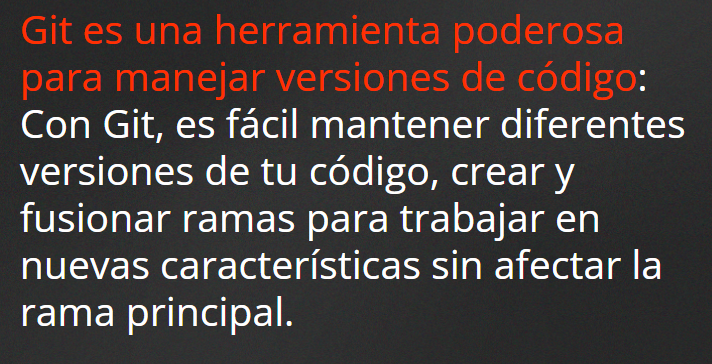 Git es una herramienta poderosa
para manejar versiones de código:
Con Git, es fácil mantener diferentes
versiones de tu código, crear y
fusionar ramas para trabajar en
nuevas características sin afectar la
rama principal.